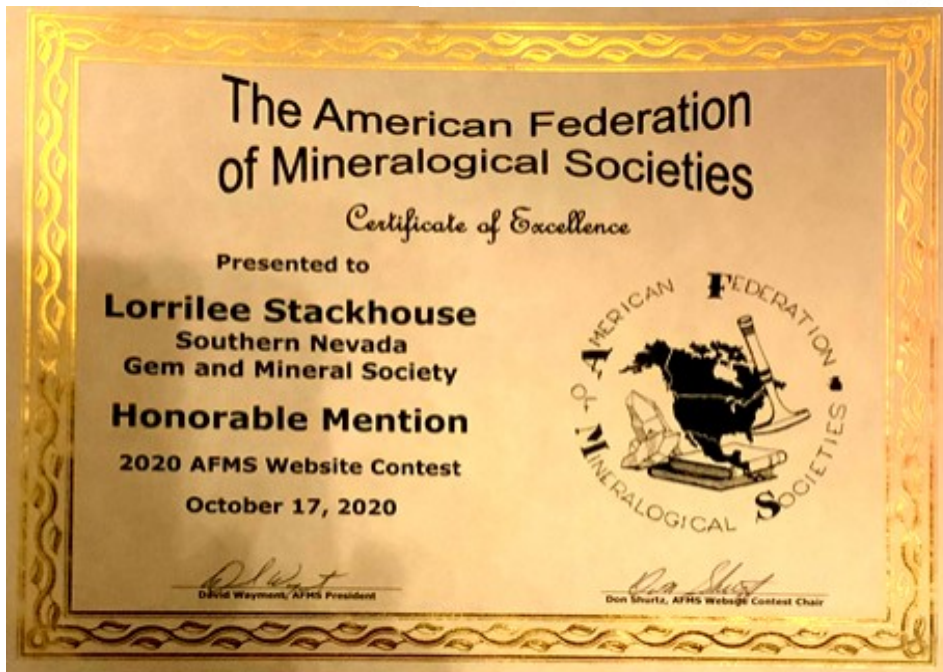 The American Federation
of Mineralogical Societies
Certificate of Excellence
Presented to
Lorrilee Stackhouse
Southern Nevada
Gem and Mineral Society
Honorable Mention
2020 AFMS Website Contest
October 17, 2020
AMERICAN FEDERATION
OF MINERALOGICAL SOCIETIES
David Wayment, AFMS President
Don Shurtz, AFMS Website Contest Chair